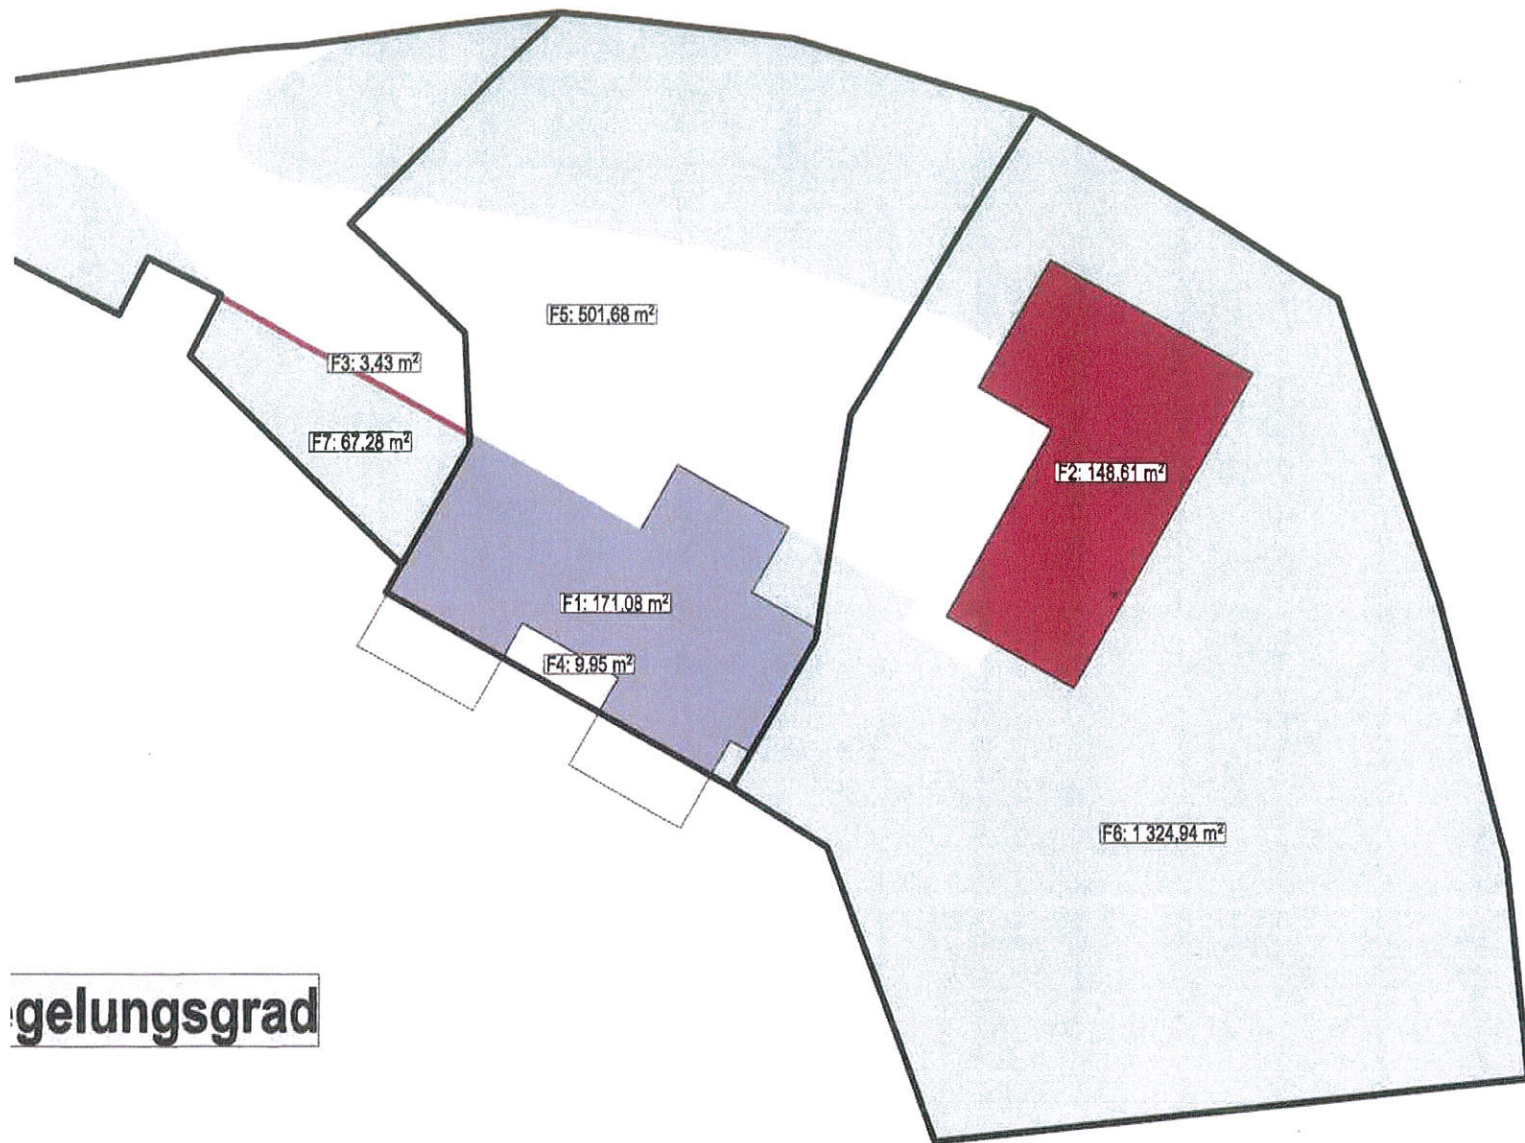 F5: 501,68 m²
F3: 3,43 m²
F7: 67,28 m²
F2: 148,61 m²
F1: 171,08 m²
F4: 9,95 m²
F6: 1 324,94 m²
gelungsgrad